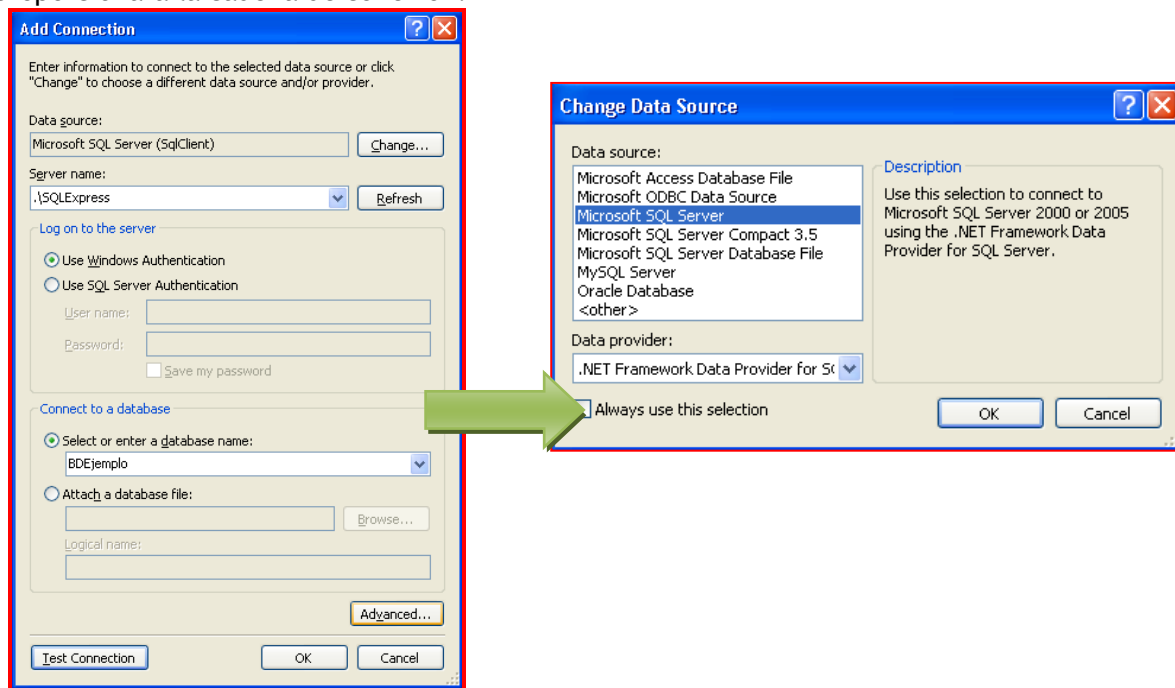 Add Connection
Enter information to connect to the selected data source or click
"Change" to choose a different data source and/or provider.
Data source:
Microsoft SQL Server (SqlClient)
Change...
Server name:
.\SQLExpress
Refresh
Log on to the server
Use Windows Authentication
Use SQL Server Authentication
User name:
Password:
Save my password
Connect to a database
Select or enter a database name:
BDEjemplo
Attach a database file:
Browse...
Logical name:
Advanced...
Test Connection
OK
Cancel
Change Data Source
Data source:
Microsoft Access Database File
Microsoft ODBC Data Source
Microsoft SQL Server
Microsoft SQL Server Compact 3.5
Microsoft SQL Server Database File
MySQL Server
Oracle Database
<other>
Data provider:
.NET Framework Data Provider for
Always use this selection
Description
Use this selection to connect to
Microsoft SQL Server 2000 or 2005
using the .NET Framework Data
Provider for SQL Server.
OK
Cancel